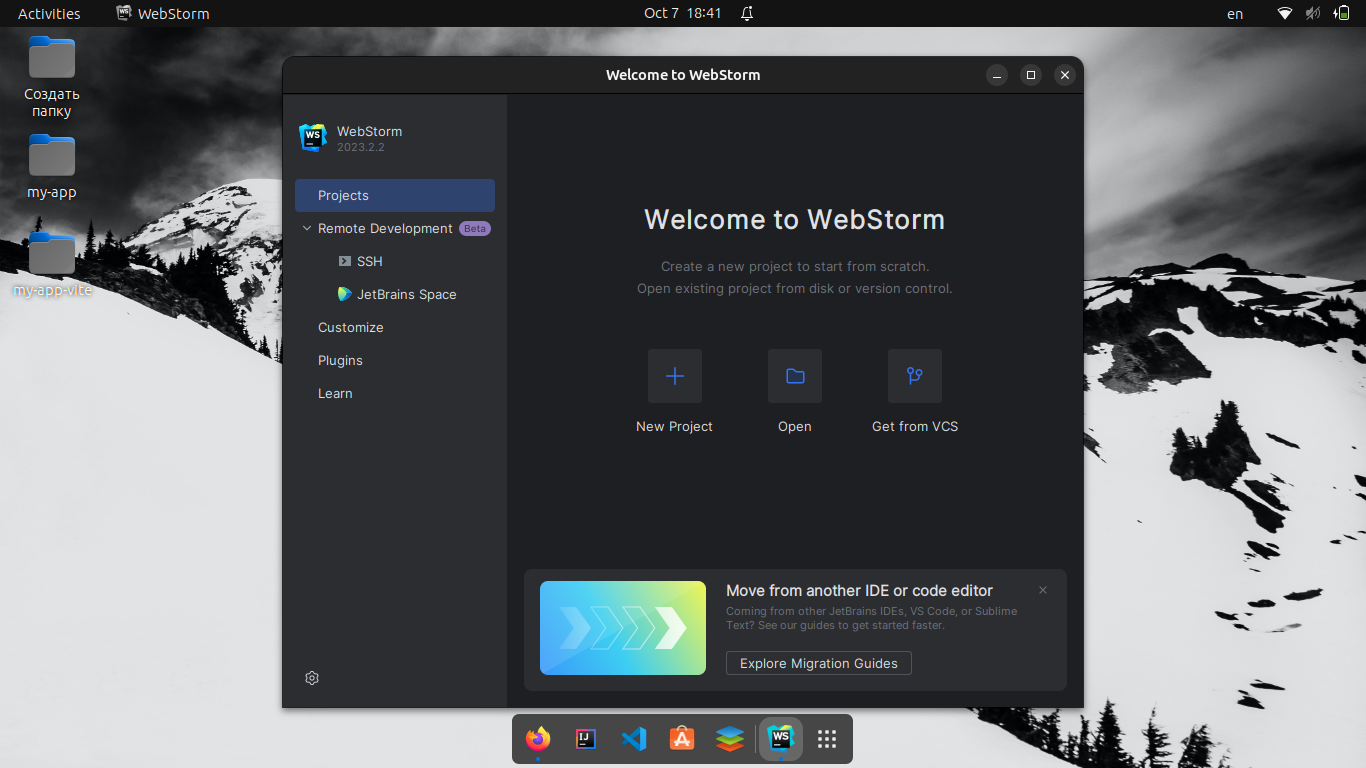 Activities
WebStorm
Oct 7 18:41
en
Создать
папку
my-app
my-app-vite
Welcome to WebStorm
WS
WebStorm
2023.2.2
Projects
Remote Development Beta
SSH
JetBrains Space
Customize
Plugins
Learn
Welcome to WebStorm
Create a new project to start from scratch.
Open existing project from disk or version control.
New Project
Open
Get from VCS
Move from another IDE or code editor
Coming from other JetBrains IDEs, VS Code, or Sublime
Text? See our guides to get started faster.
Explore Migration Guides
IJ
WS